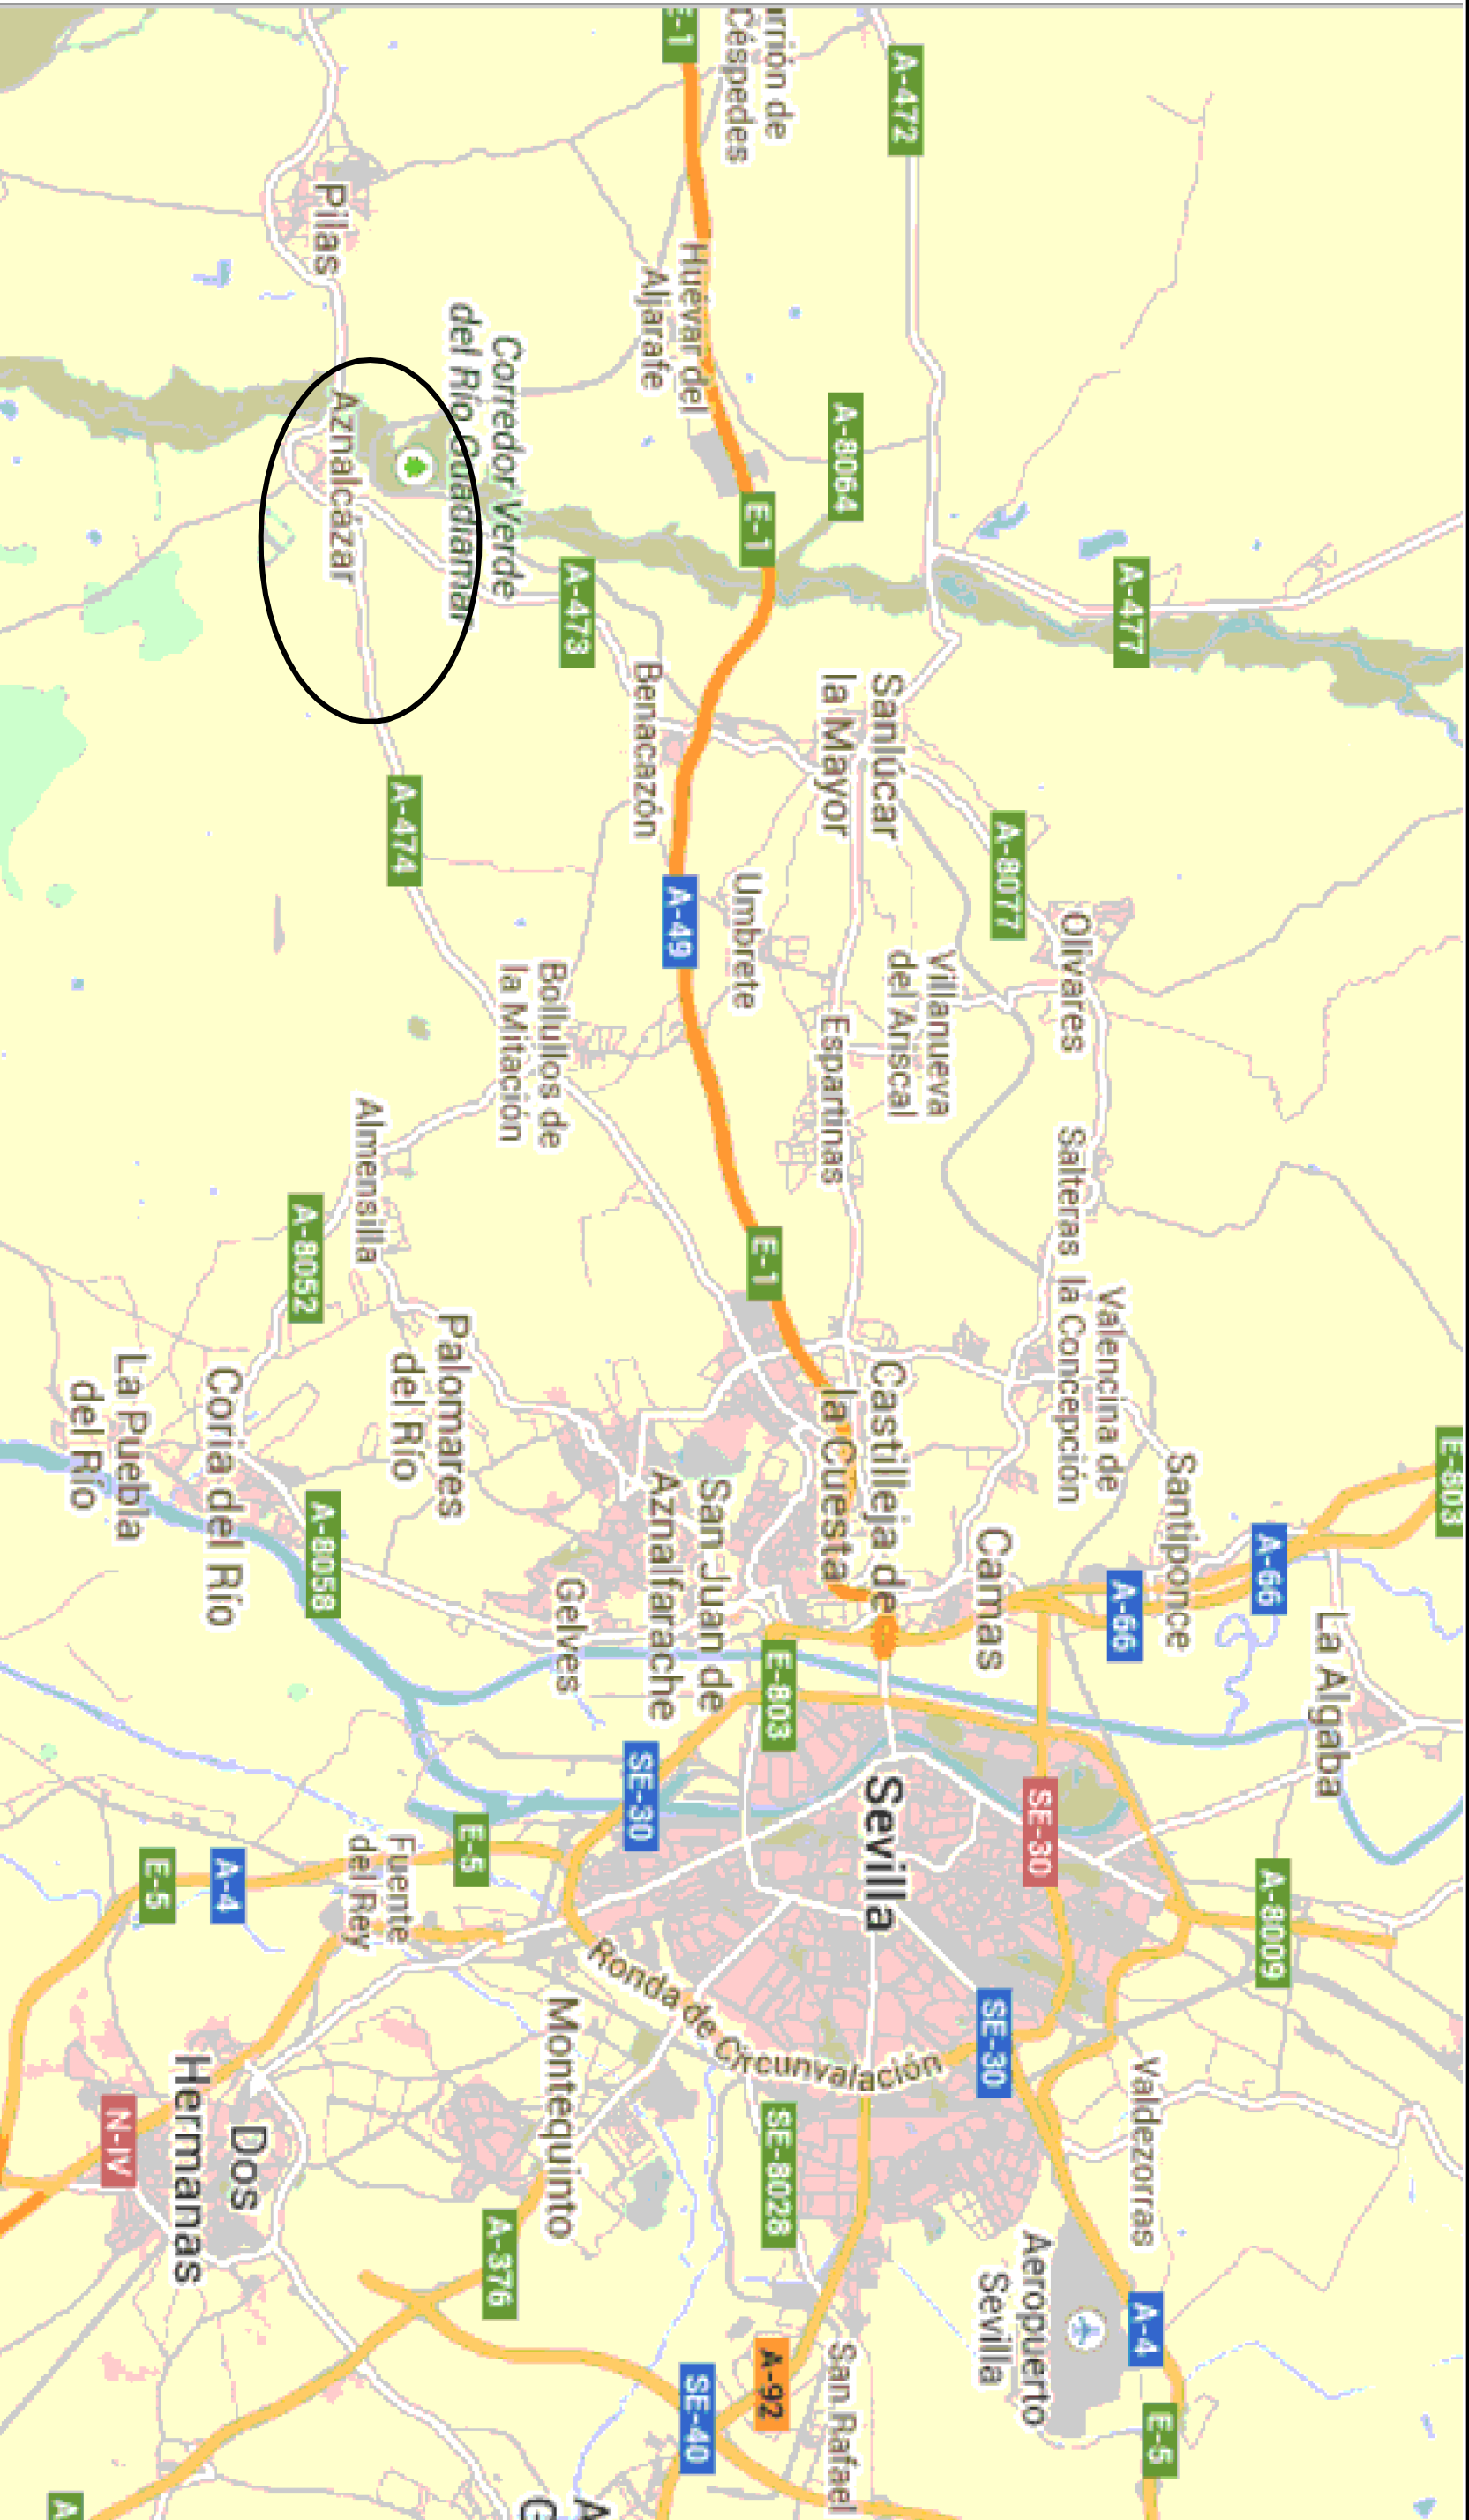 E-803
A-66
A-8009
La Algaba
Santiponce
A-66
A-477
Valdezorras
A-4
E-5
Valencina de
la Concepción
Olivares
Salteras
A-8077
SE-30
SE-30
Aeropuerto
Sevilla
Camas
Villanueva
del Ariscal
A-472
Sanlúcar
la Mayor
Castilleja de
la Cuesta
Sevilla
A-8064
Espartinas
San Rafael
Céspedes
E-1
Umbrete
E-1
E-803
SE-8028
A-92
Ronda de Circunvalación
E-1
Huévar del
Aljarafe
A-49
San Juan de
Aznalfarache
SE-40
Benacazón
SE-30
A-473
Gelves
Montequinto
Bollullos de
la Mitación
Corredor Verde
del Río Guadiamar
A-376
E-5
Palomares
del Río
A-474
Fuente
del Rey
Almensilla
Aznalcázar
Pilas
A-8052
A-8058
Dos
Hermanas
Coria del Río
A-4
E-5
La Puebla
del Río
N-IV